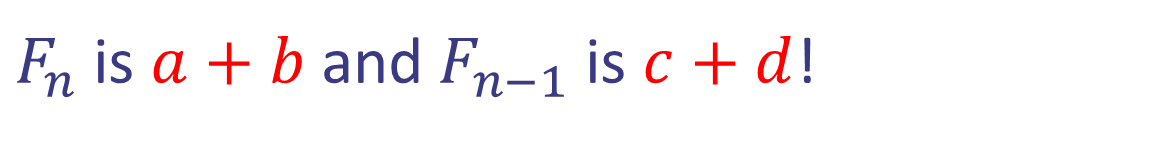 Fₙ is a + b and Fₙ₋₁ is c + d!